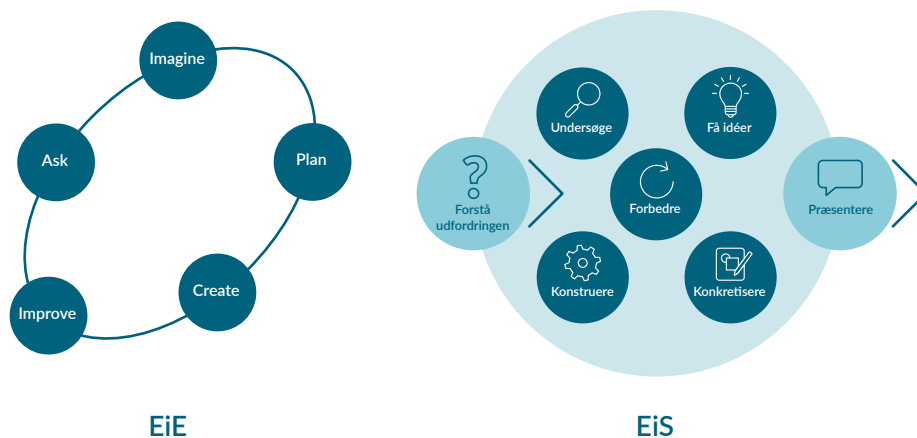 Imagine
Ask
Plan
Create
Improve
EiE
Undersøge
Få idéer
Forstå
udfordringen
Forbedre
Præsentere
Konstruere
Konkretisere
EiS